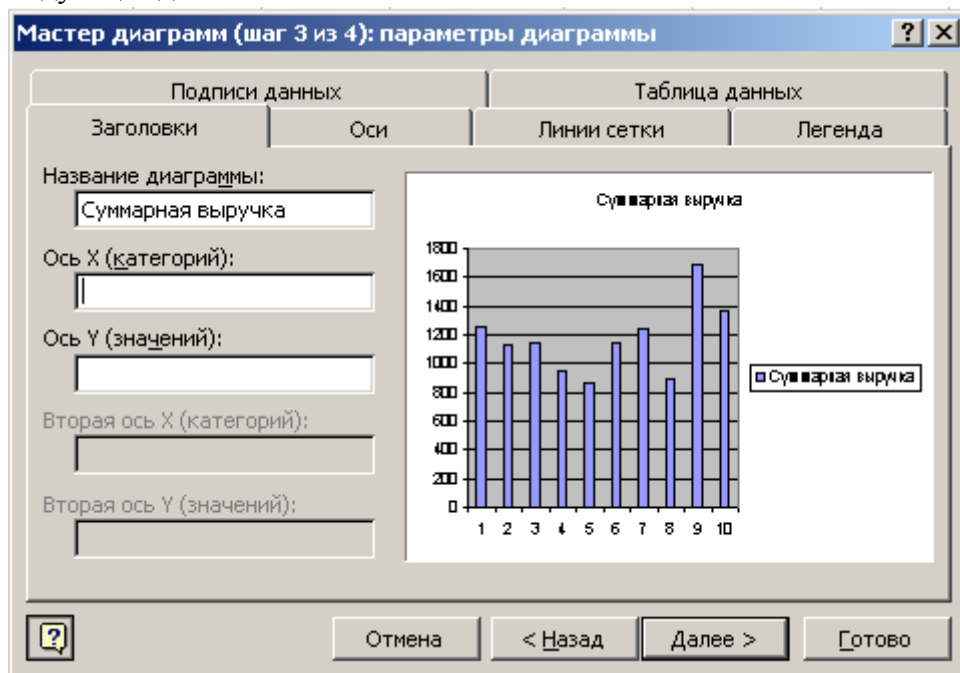 Мастер диаграмм (шаг 3 из 4): параметры диаграммы
Подписи данных
Таблица данных
Заголовки
Оси
Линии сетки
Легенда
Название диаграммы:
Суммарная выручка
Ось X (категорий):
Ось Y (значений):
Вторая ось X (категорий):
Вторая ось Y (значений):
Суммарная выручка
1800
1600
1400
1200
1000
800
600
400
200
0
1 2 3 4 5 6 7 8 9 10
Суммарная выручка
Отмена
< Назад
Далее >
Готово